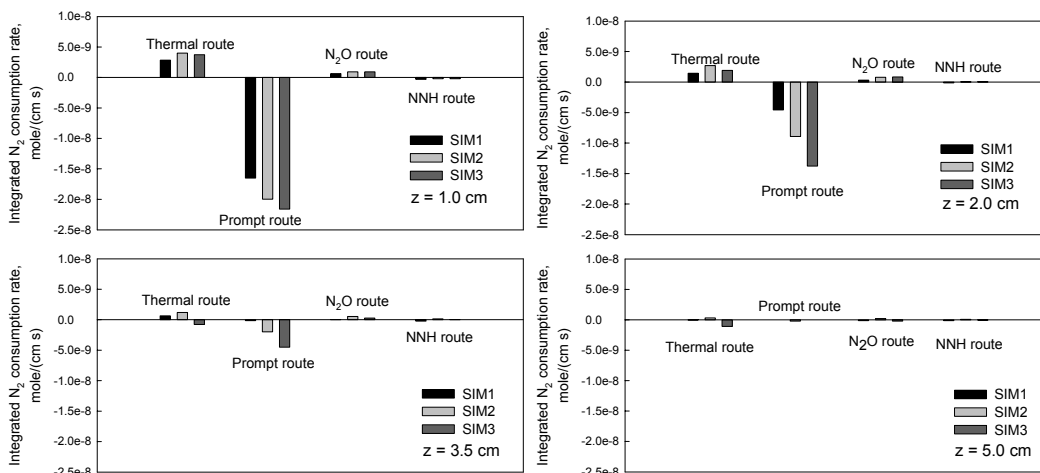 Integrated N₂ consumption rate,
mole/(cm s)
1.0e-8
5.0e-9
0.0
-5.0e-9
-1.0e-8
-1.5e-8
-2.0e-8
-2.5e-8
Thermal route
N₂O route
NNH route
Prompt route
SIM1
SIM2
SIM3
z = 1.0 cm
Integrated N₂ consumption rate,
mole/(cm s)
1.0e-8
5.0e-9
0.0
-5.0e-9
-1.0e-8
-1.5e-8
-2.0e-8
-2.5e-8
Thermal route
N₂O route
NNH route
Prompt route
SIM1
SIM2
SIM3
z = 2.0 cm
Integrated N₂ consumption rate,
mole/(cm s)
1.0e-8
5.0e-9
0.0
-5.0e-9
-1.0e-8
-1.5e-8
-2.0e-8
-2.5e-8
Thermal route
N₂O route
NNH route
Prompt route
SIM1
SIM2
SIM3
z = 3.5 cm
Integrated N₂ consumption rate,
mole/(cm s)
1.0e-8
5.0e-9
0.0
-5.0e-9
-1.0e-8
-1.5e-8
-2.0e-8
-2.5e-8
Prompt route
Thermal route
N₂O route
NNH route
SIM1
SIM2
SIM3
z = 5.0 cm